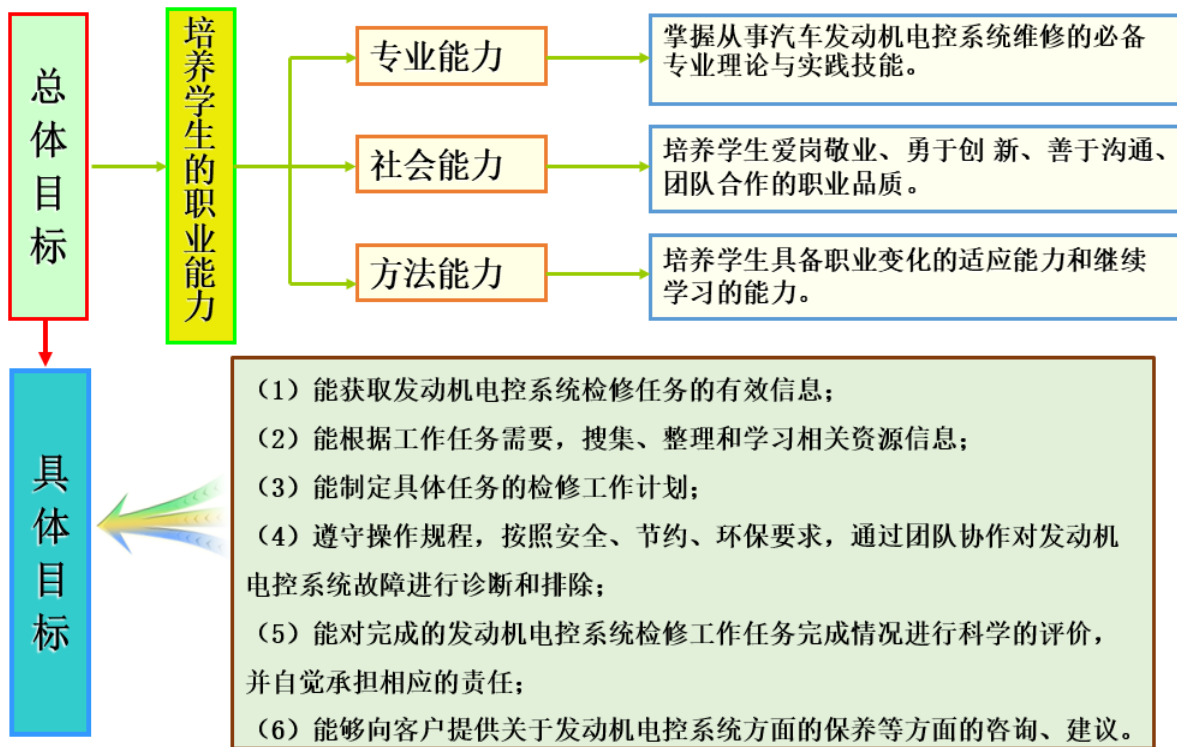 总体目标
培养学生的职业能力
专业能力
掌握从事汽车发动机电控系统维修的必备
专业理论与实践技能。
社会能力
培养学生爱岗敬业、勇于创 新、善于沟通、
团队合作的职业品质。
方法能力
培养学生具备职业变化的适应能力和继续
学习的能力。
具体目标
（1）能获取发动机电控系统检修任务的有效信息；
（2）能根据工作任务需要，搜集、整理和学习相关资源信息；
（3）能制定具体任务的检修工作计划；
（4）遵守操作规程，按照安全、节约、环保要求，通过团队协作对发动机
电控系统故障进行诊断和排除；
（5）能对完成的发动机电控系统检修工作任务完成情况进行科学的评价，
并自觉承担相应的责任；
（6）能够向客户提供关于发动机电控系统方面的保养等方面的咨询、建议。